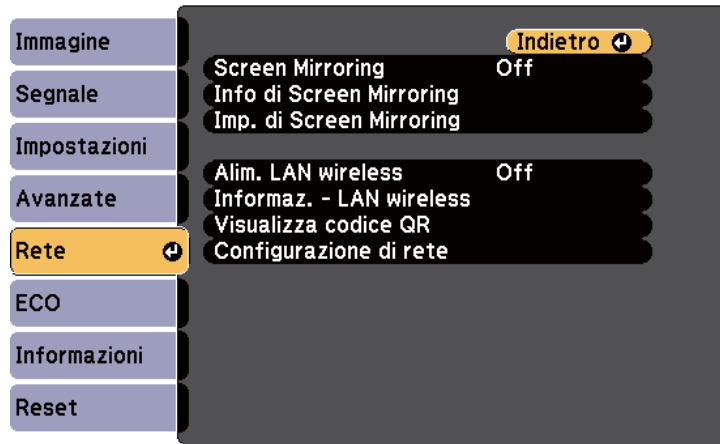 Immagine
Segnale
Impostazioni
Avanzate
Rete
ECO
Informazioni
Reset
Indietro
Screen Mirroring Off
Info di Screen Mirroring
Imp. di Screen Mirroring
Alim. LAN wireless Off
Informaz. - LAN wireless
Visualizza codice QR
Configurazione di rete